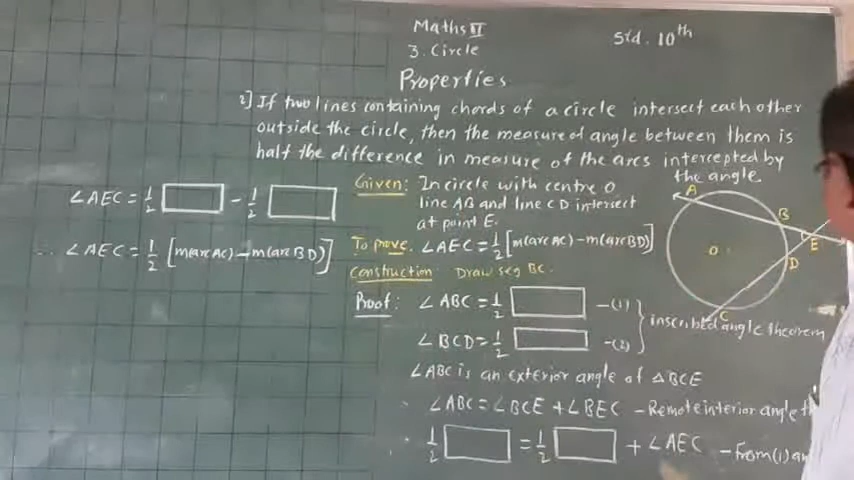 Maths II
Std. 10th
3. Circle
Properties
2] If two lines containing chords of a circle intersect each other
outside the circle, then the measure of angle between them is
half the difference in measure of the arcs intercepted by
the angle.
Given: In circle with centre O
line AB and line CD intersect
at point E.
To prove. ∠AEC = 1/2 [m(arc AC) - m(arc BD)]
Construction: Draw seg BC.
Proof: ∠ABC = 1/2 □ -(1)
∠BCD = 1/2 □ -(2)
inscribed angle theorem
∠ABC is an exterior angle of △BCE
∠ABC = ∠BCE + ∠BEC - Remote interior angle
1/2 □ = 1/2 □ + ∠AEC - from (1)
∠AEC = 1/2 □ - 1/2 □
∴ ∠AEC = 1/2 [m(arc AC) - m(arc BD)]
A
B
E
D
O
C